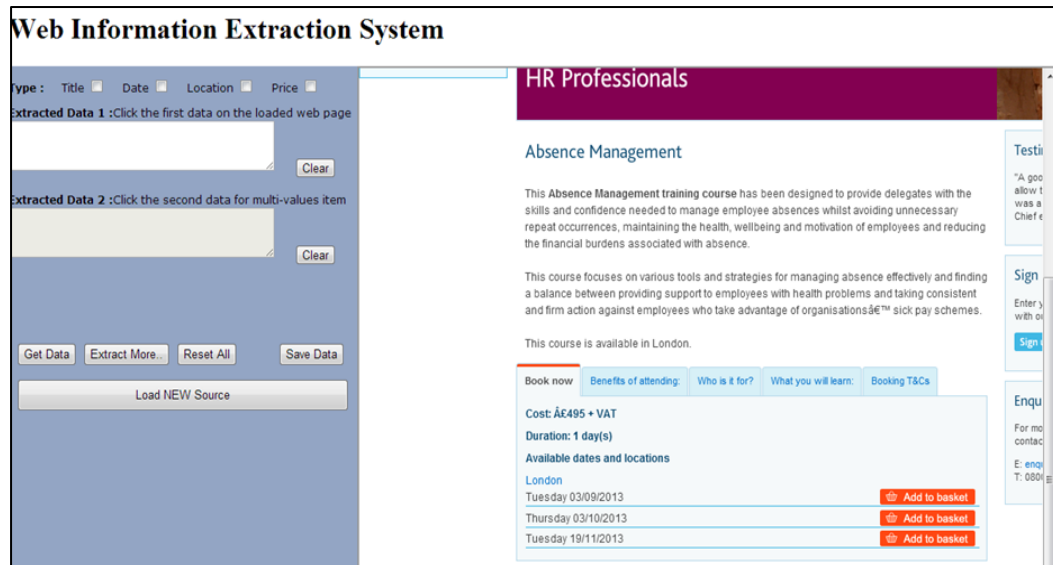 Web Information Extraction System
Type : Title Date Location Price
Extracted Data 1 :Click the first data on the loaded web page
Clear
Extracted Data 2 :Click the second data for multi-values item
Clear
Get Data Extract More.. Reset All Save Data
Load NEW Source
HR Professionals
Absence Management
This Absence Management training course has been designed to provide delegates with the
skills and confidence needed to manage employee absences whilst avoiding unnecessary
repeat occurrences, maintaining the health, wellbeing and motivation of employees and reducing
the financial burdens associated with absence.
This course focuses on various tools and strategies for managing absence effectively and finding
a balance between providing support to employees with health problems and taking consistent
and firm action against employees who take advantage of organisationsâ€™ sick pay schemes.
This course is available in London.
Book now Benefits of attending: Who is it for? What you will learn: Booking T&Cs
Cost: Â£495 + VAT
Duration: 1 day(s)
Available dates and locations
London
Tuesday 03/09/2013 Add to basket
Thursday 03/10/2013 Add to basket
Tuesday 19/11/2013 Add to basket
"A goo
allow t
was a
Chief e
Sign
Enter y
with ou
Sign
Enqu
For mo
contac
E: enqu
T: 080